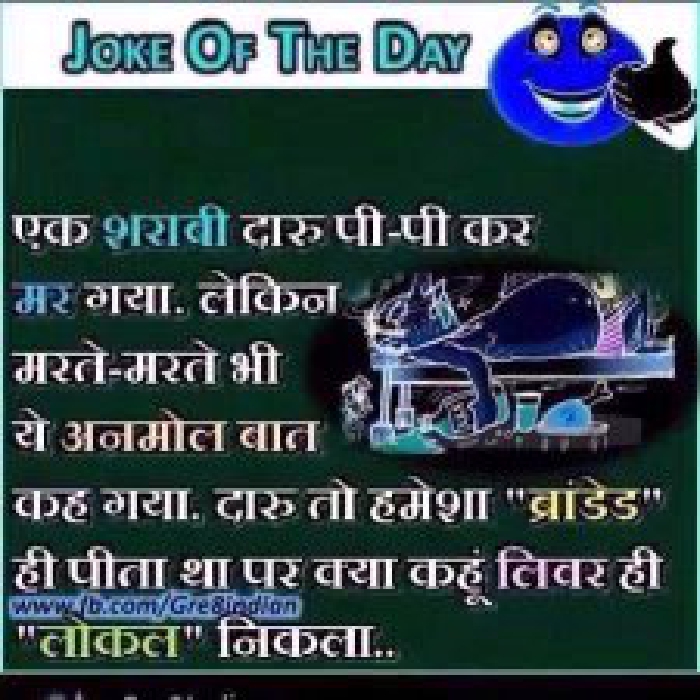 JOKE OF THE DAY
एक शराबी दारु पी-पी कर
मर गया. लेकिन
मरते-मरते भी
ये अनमोल बात
कह गया. दारु तो हमेशा "ब्रांडेड"
ही पीता था पर क्या कहूं लिवर ही
www.fb.com/Gre8indian
"लोकल" निकला..